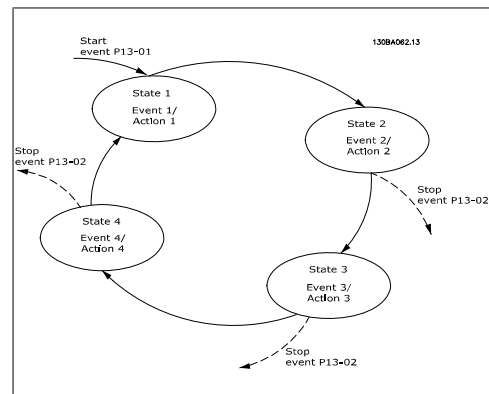 Start
event P13-01
130BA062.13
State 1
Event 1/
Action 1
State 2
Event 2/
Action 2
Stop
event P13-02
Stop
event P13-02
State 4
Event 4/
Action 4
State 3
Event 3/
Action 3
Stop
event P13-02